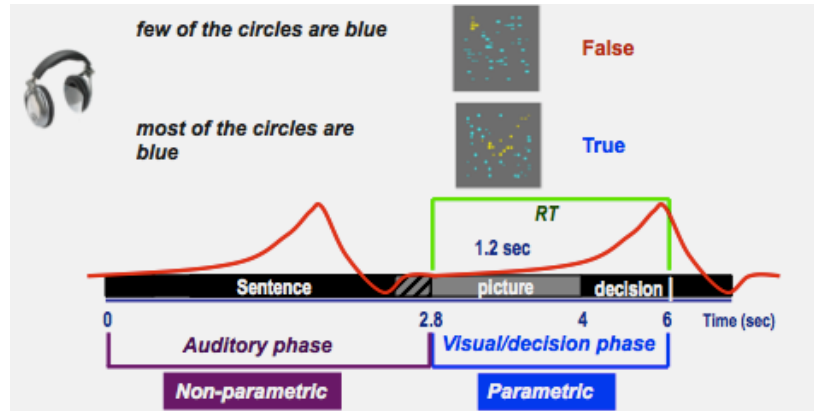 few of the circles are blue
False
most of the circles are
blue
True
RT
1.2 sec
Sentence
picture
decision
0
2.8
4
6
Time (sec)
Auditory phase
Visual/decision phase
Non-parametric
Parametric